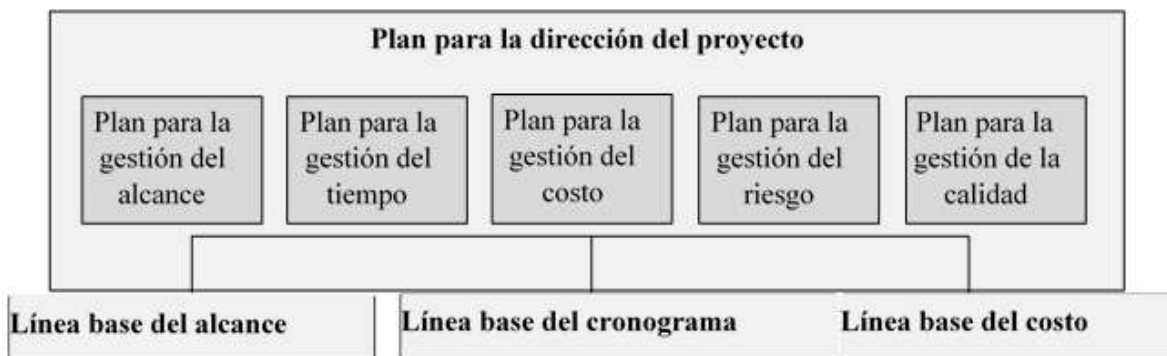 Plan para la dirección del proyecto
Plan para la
gestión del
alcance
Plan para la
gestión del
tiempo
Plan para la
gestión del
costo
Plan para la
gestión del
riesgo
Plan para la
gestión de la
calidad
Línea base del alcance
Línea base del cronograma
Línea base del costo